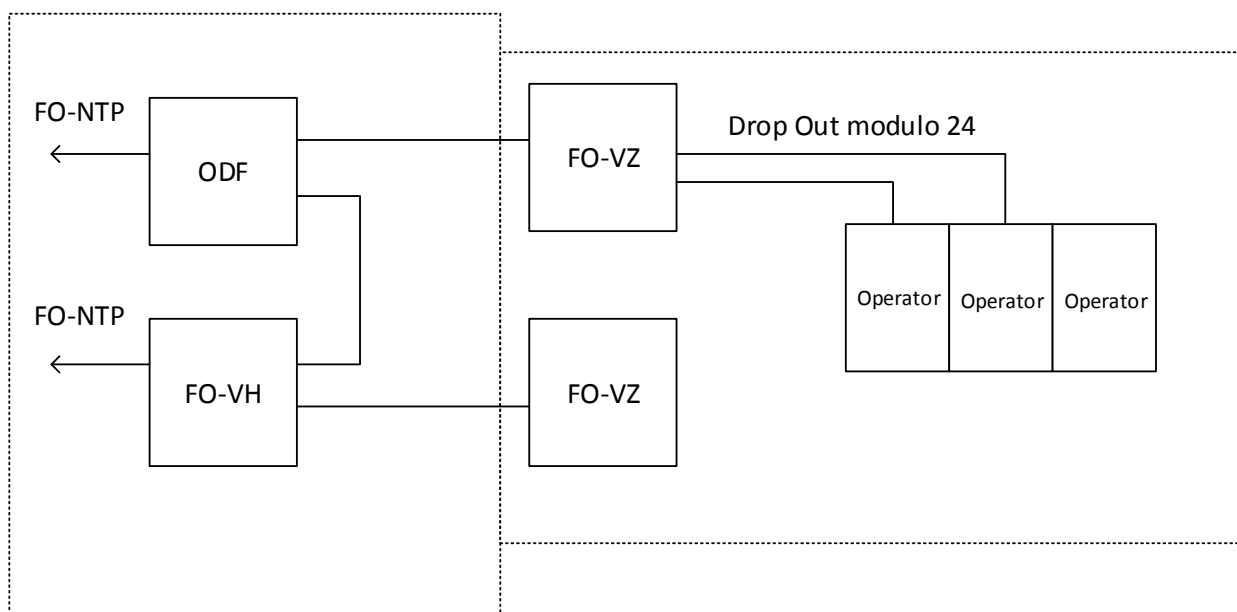 FO-NTP
ODF
FO-VZ
Drop Out modulo 24
Operator
Operator
Operator
FO-NTP
FO-VH
FO-VZ